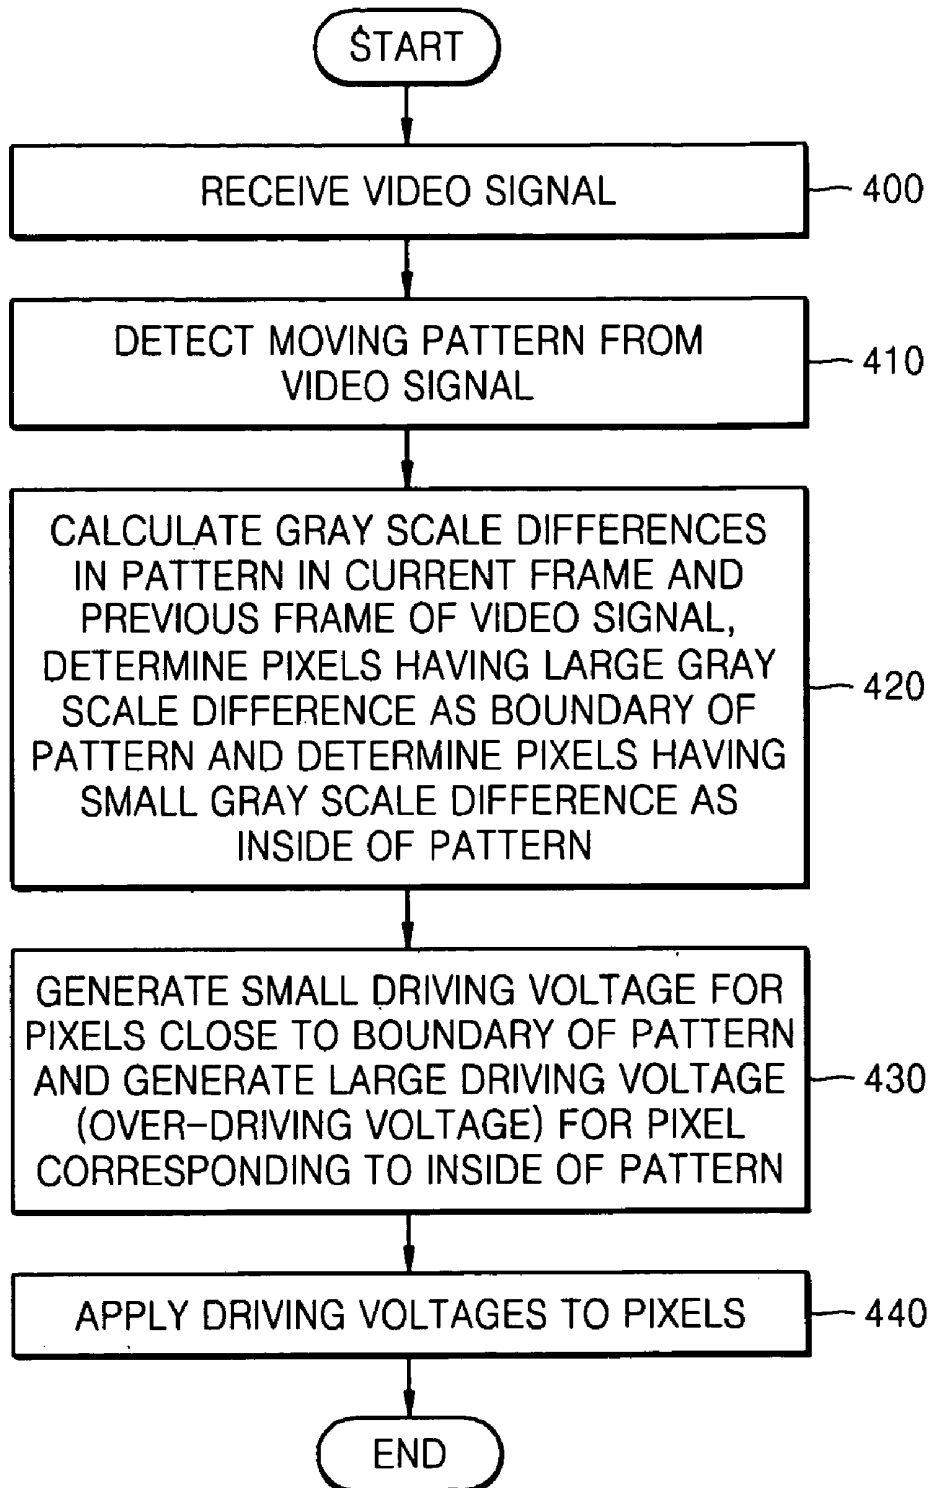 START
RECEIVE VIDEO SIGNAL
400
DETECT MOVING PATTERN FROM
VIDEO SIGNAL
410
CALCULATE GRAY SCALE DIFFERENCES
IN PATTERN IN CURRENT FRAME AND
PREVIOUS FRAME OF VIDEO SIGNAL,
DETERMINE PIXELS HAVING LARGE GRAY
SCALE DIFFERENCE AS BOUNDARY OF
PATTERN AND DETERMINE PIXELS HAVING
SMALL GRAY SCALE DIFFERENCE AS
INSIDE OF PATTERN
420
GENERATE SMALL DRIVING VOLTAGE FOR
PIXELS CLOSE TO BOUNDARY OF PATTERN
AND GENERATE LARGE DRIVING VOLTAGE
(OVER-DRIVING VOLTAGE) FOR PIXEL
CORRESPONDING TO INSIDE OF PATTERN
430
APPLY DRIVING VOLTAGES TO PIXELS
440
END